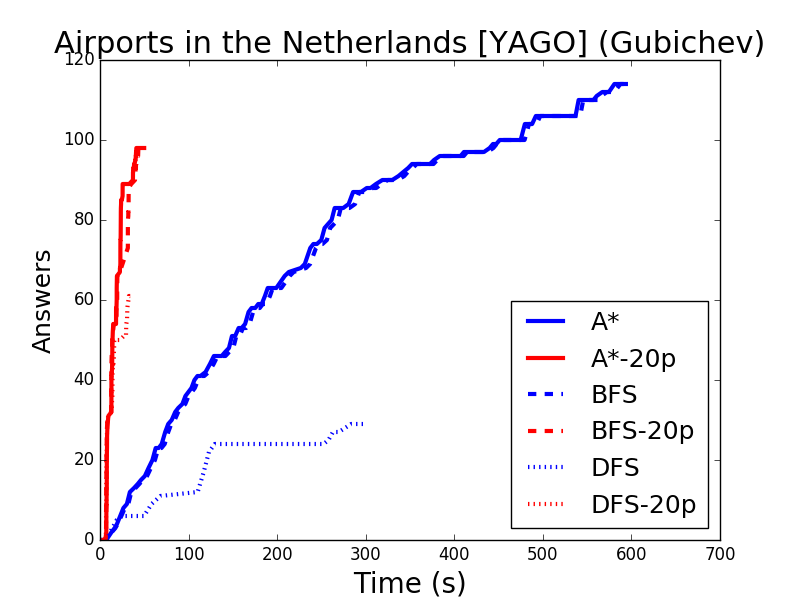 Airports in the Netherlands [YAGO] (Gubichev)
120
100
80
60
40
20
0
Answers
0 100 200 300 400 500 600 700
Time (s)
A*
A*-20p
BFS
BFS-20p
DFS
DFS-20p